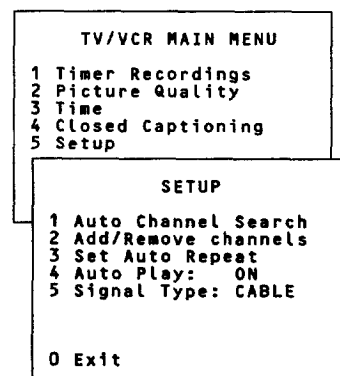 TV/VCR MAIN MENU
1 Timer Recordings
2 Picture Quality
3 Time
4 Closed Captioning
5 Setup
SETUP
1 Auto Channel Search
2 Add/Remove channels
3 Set Auto Repeat
4 Auto Play: ON
5 Signal Type: CABLE
0 Exit